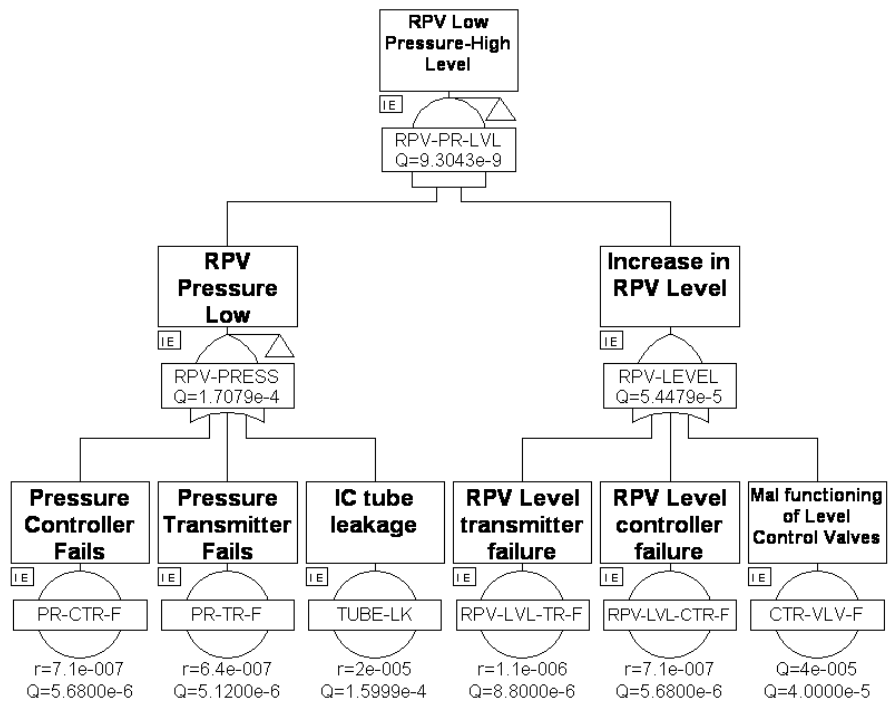 RPV Low
Pressure-High
Level
IE
RPV-PR-LVL
Q=9.3043e-9
RPV
Pressure
Low
IE
RPV-PRESS
Q=1.7079e-4
Increase in
RPV Level
IE
RPV-LEVEL
Q=5.4479e-5
Pressure
Controller
Fails
IE
PR-CTR-F
r=7.1e-007
Q=5.6800e-6
Pressure
Transmitter
Fails
IE
PR-TR-F
r=6.4e-007
Q=5.1200e-6
IC tube
leakage
IE
TUBE-LK
r=2e-005
Q=1.5999e-4
RPV Level
transmitter
failure
IE
RPV-LVL-TR-F
r=1.1e-006
Q=8.8000e-6
RPV Level
controller
failure
IE
RPV-LVL-CTR-F
r=7.1e-007
Q=5.6800e-6
Mal functioning
of Level
Control Valves
IE
CTR-VLV-F
Q=4e-005
Q=4.0000e-5